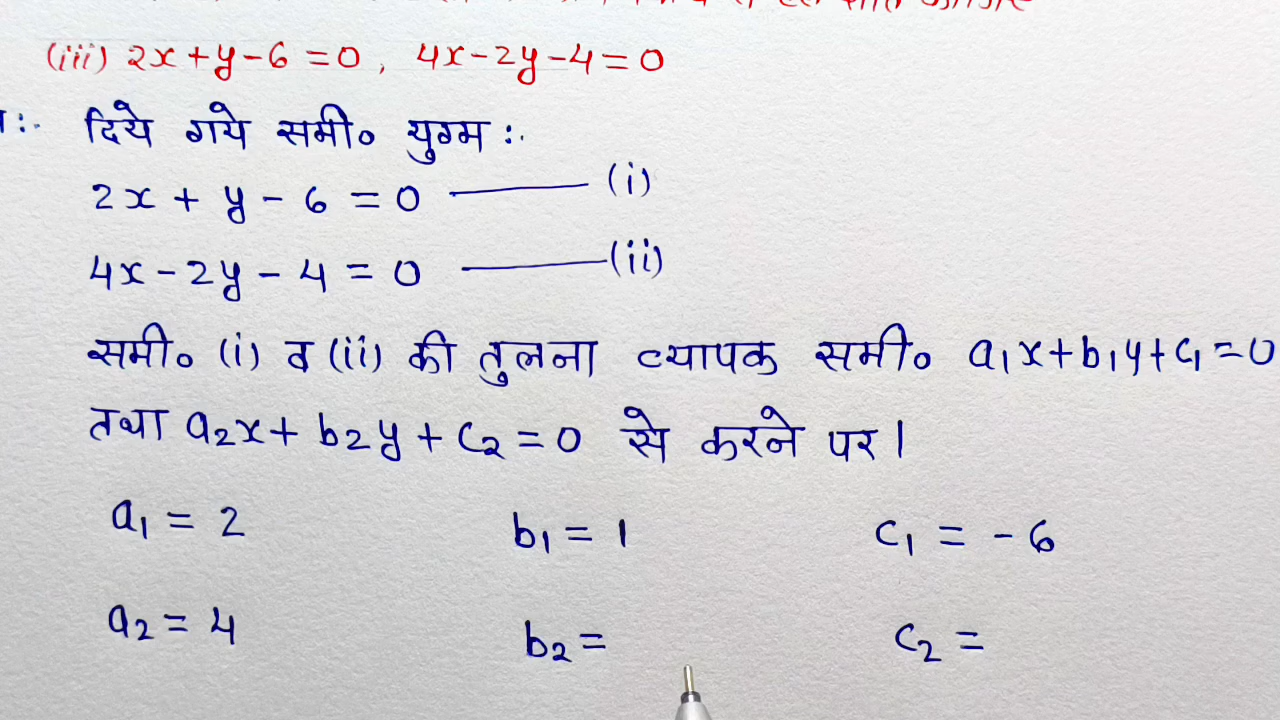 (iii) 2x+y-6=0, 4x-2y-4=0
दिये गये समी० युग्म:.
2x + y - 6 = 0 ——— (i)
4x - 2y - 4 = 0 ——— (ii)
समी० (i) व (ii) की तुलना व्यापक समी० a₁x+b₁y+c₁=0
तथा a₂x+b₂y+c₂=0 से करने पर।
a₁ = 2 b₁ = 1 c₁ = -6
a₂ = 4 b₂ = c₂ =